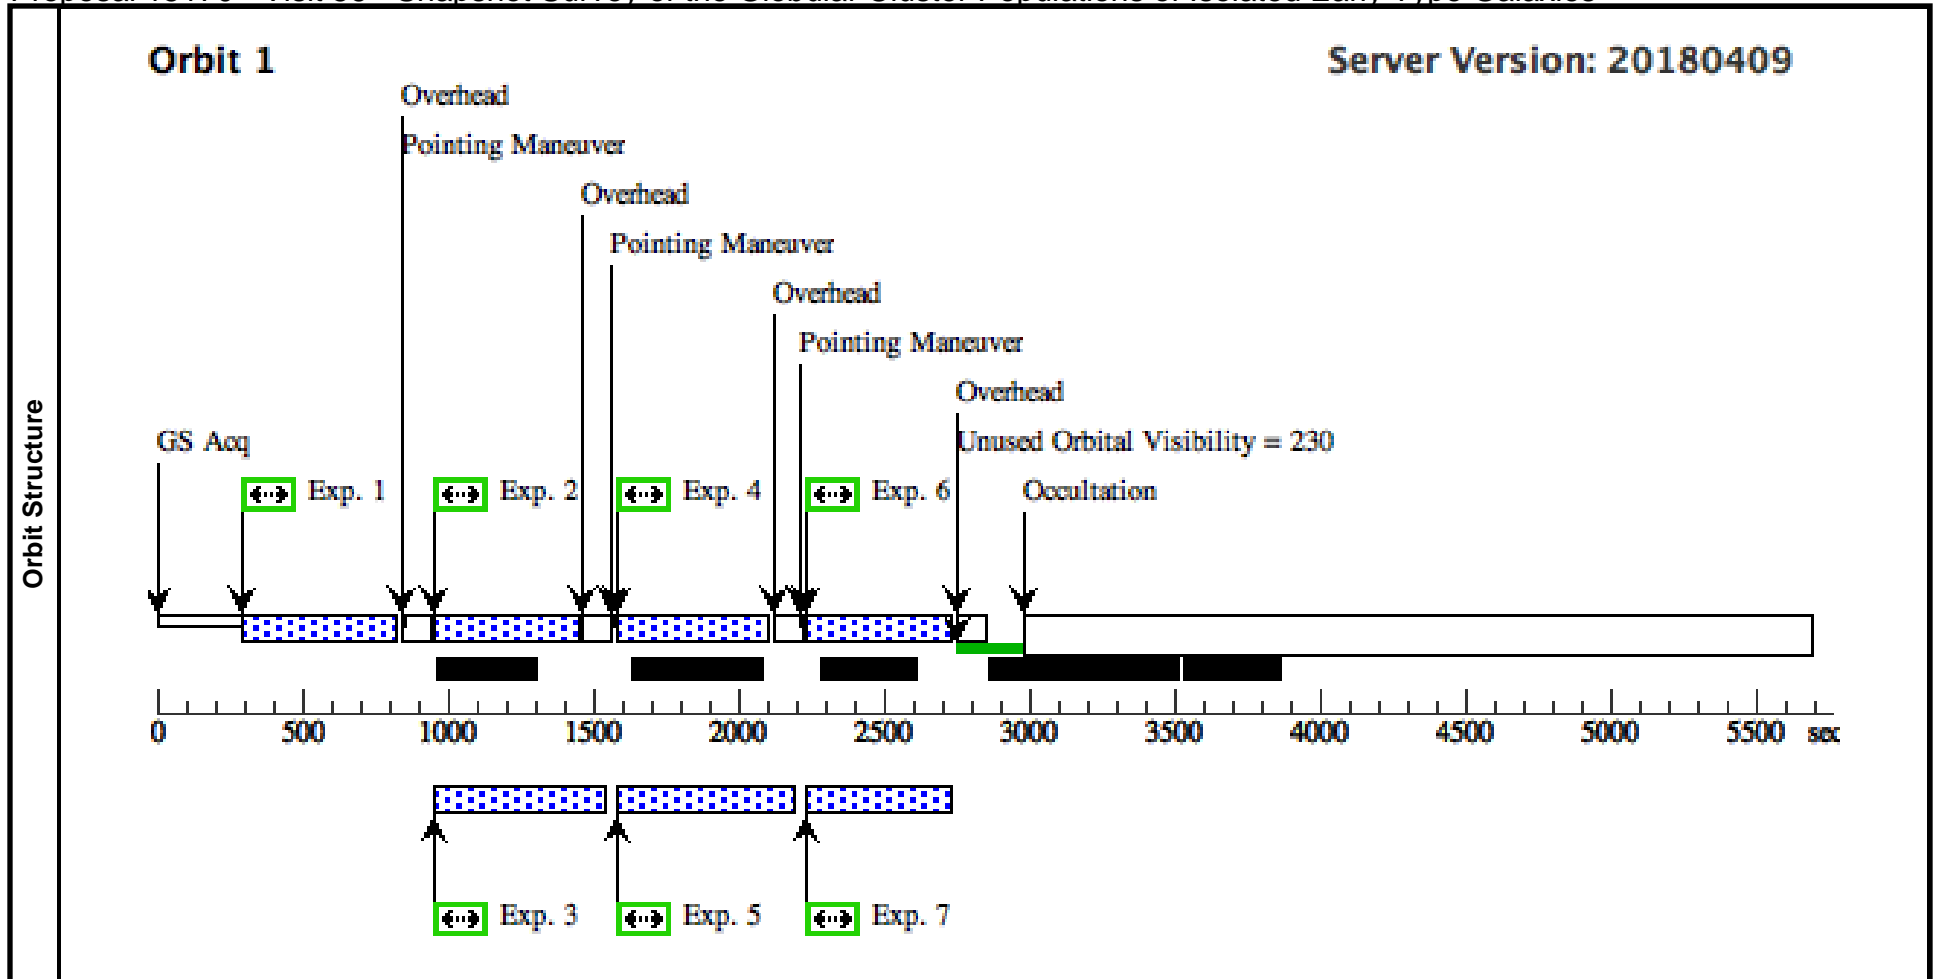 Orbit 1
Server Version: 20180409
Overhead
Pointing Maneuver
Overhead
Pointing Maneuver
Overhead
Pointing Maneuver
Overhead
GS Acq
Unused Orbital Visibility = 230
Exp. 1
Exp. 2
Exp. 4
Exp. 6
Occultation
Orbit Structure
0 500 1000 1500 2000 2500 3000 3500 4000 4500 5000 5500 sec
Exp. 3
Exp. 5
Exp. 7